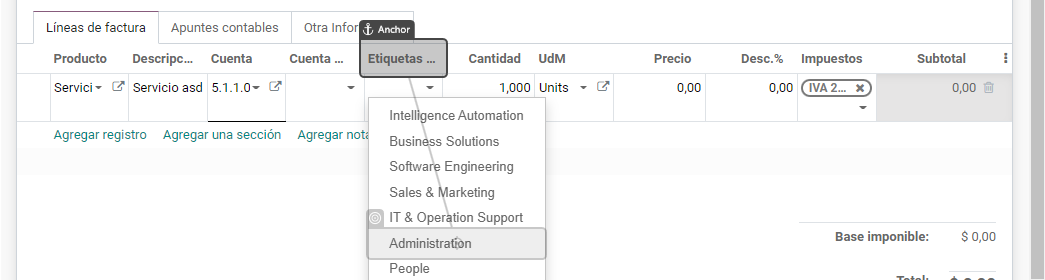 Líneas de factura Apuntes contables Otra Infor
Anchor
Producto Descripc... Cuenta Cuenta ... Etiquetas ... Cantidad UdM Precio Desc.% Impuestos Subtotal
Servici Servicio asd 5.1.1.0 1,000 Units 0,00 0,00 IVA 2... 0,00
Agregar registro Agregar una sección Agregar nota
Intelligence Automation
Business Solutions
Software Engineering
Sales & Marketing
IT & Operation Support
Administration
People
Base imponible: $ 0,00
Total: $ 0,00